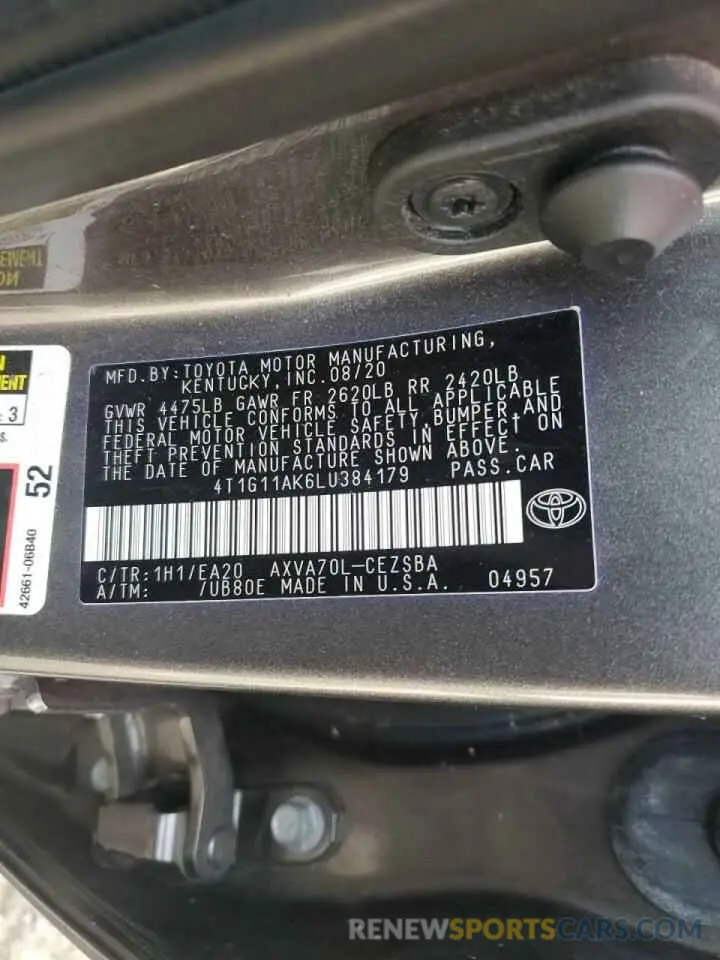 MFD.BY:TOYOTA MOTOR MANUFACTURING,
KENTUCKY, INC. 08/20
GVWR 4475LB GAWR FR 2620LB RR 2420LB
THIS VEHICLE CONFORMS TO ALL APPLICABLE
FEDERAL MOTOR VEHICLE SAFETY, BUMPER, AND
THEFT PREVENTION STANDARDS IN EFFECT ON
THE DATE OF MANUFACTURE SHOWN ABOVE.
4T1G11AK6LU384179 PASS.CAR
C/TR:1H1/EA20 AXVA70L-CEZSBA
A/TM: /UB80E MADE IN U.S.A. 04957
3
52
42661-06B40
RENEWSPORTSCARS.COM